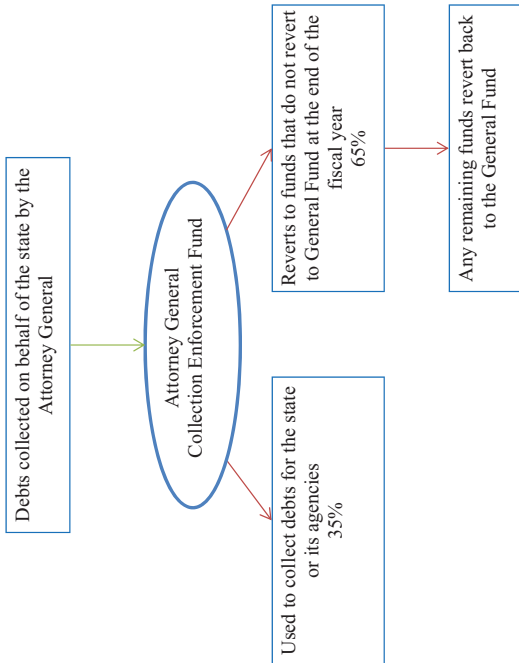 Debts collected on behalf of the state by the
Attorney General
Attorney General
Collection Enforcement Fund
Used to collect debts for the state
or its agencies
35%
Reverts to funds that do not revert
to General Fund at the end of the
fiscal year
65%
Any remaining funds revert back
to the General Fund